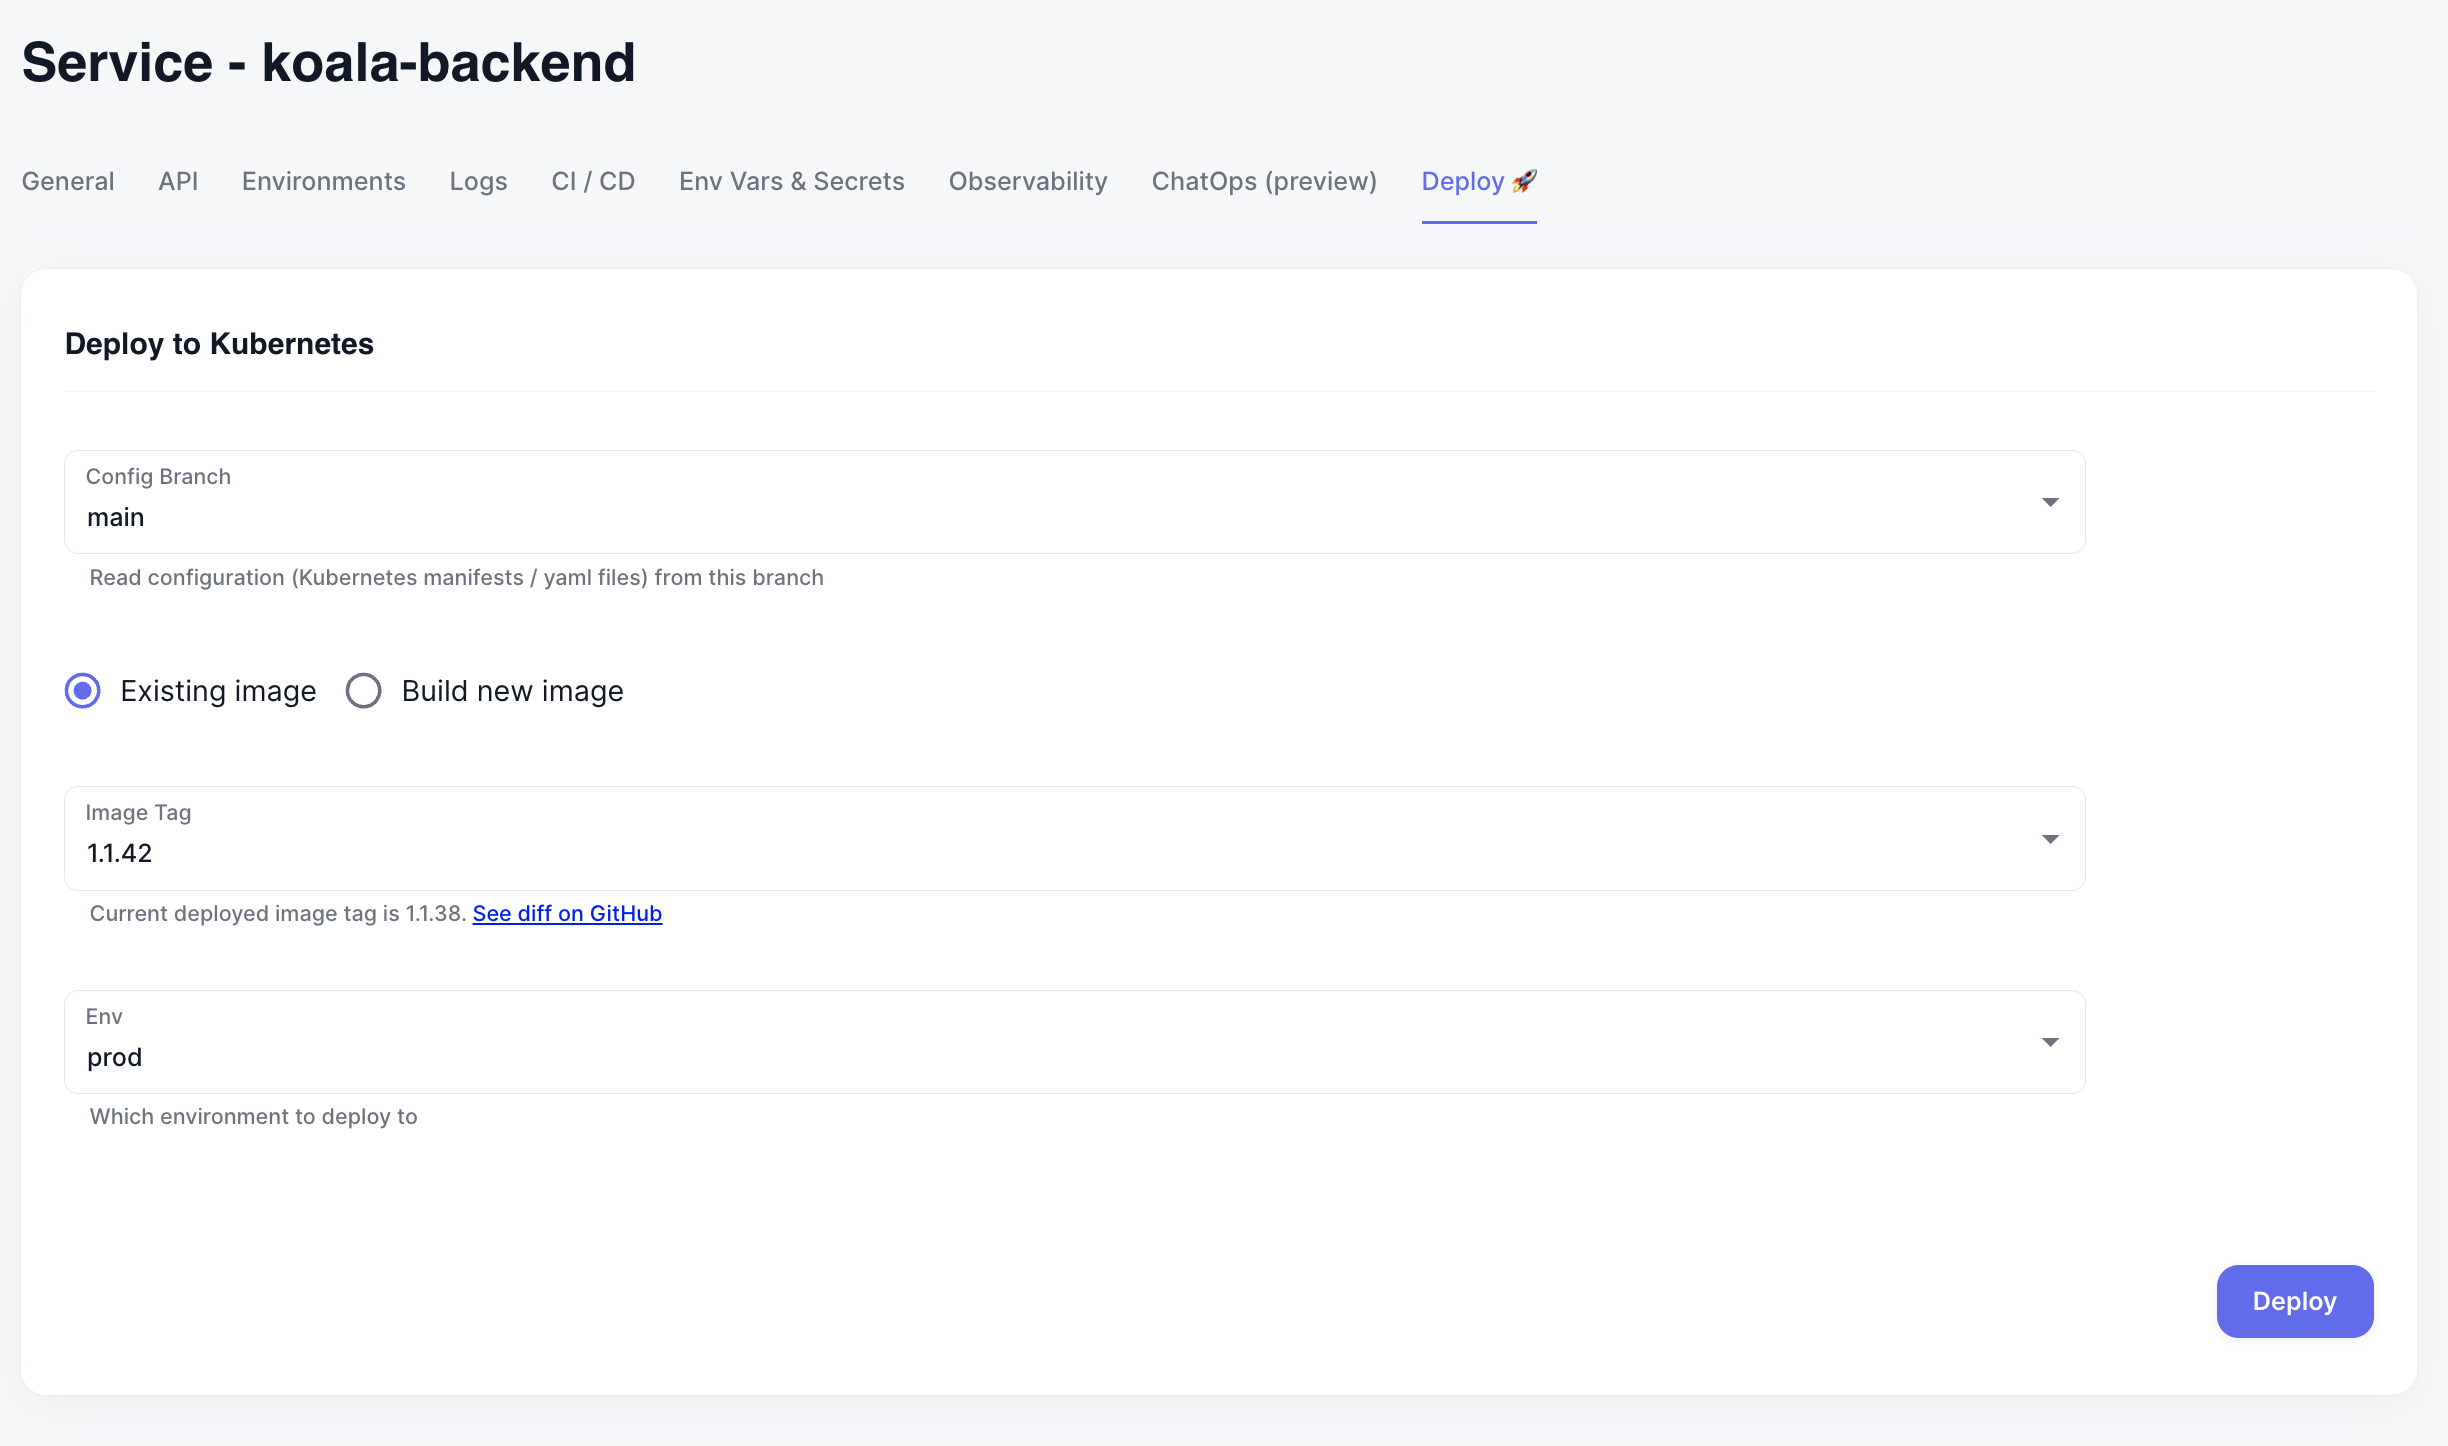 Service - koala-backend
General API Environments Logs CI / CD Env Vars & Secrets Observability ChatOps (preview) Deploy 🚀
Deploy to Kubernetes
Config Branch
main
Read configuration (Kubernetes manifests / yaml files) from this branch
Existing image Build new image
Image Tag
1.1.42
Current deployed image tag is 1.1.38. See diff on GitHub
Env
prod
Which environment to deploy to
Deploy